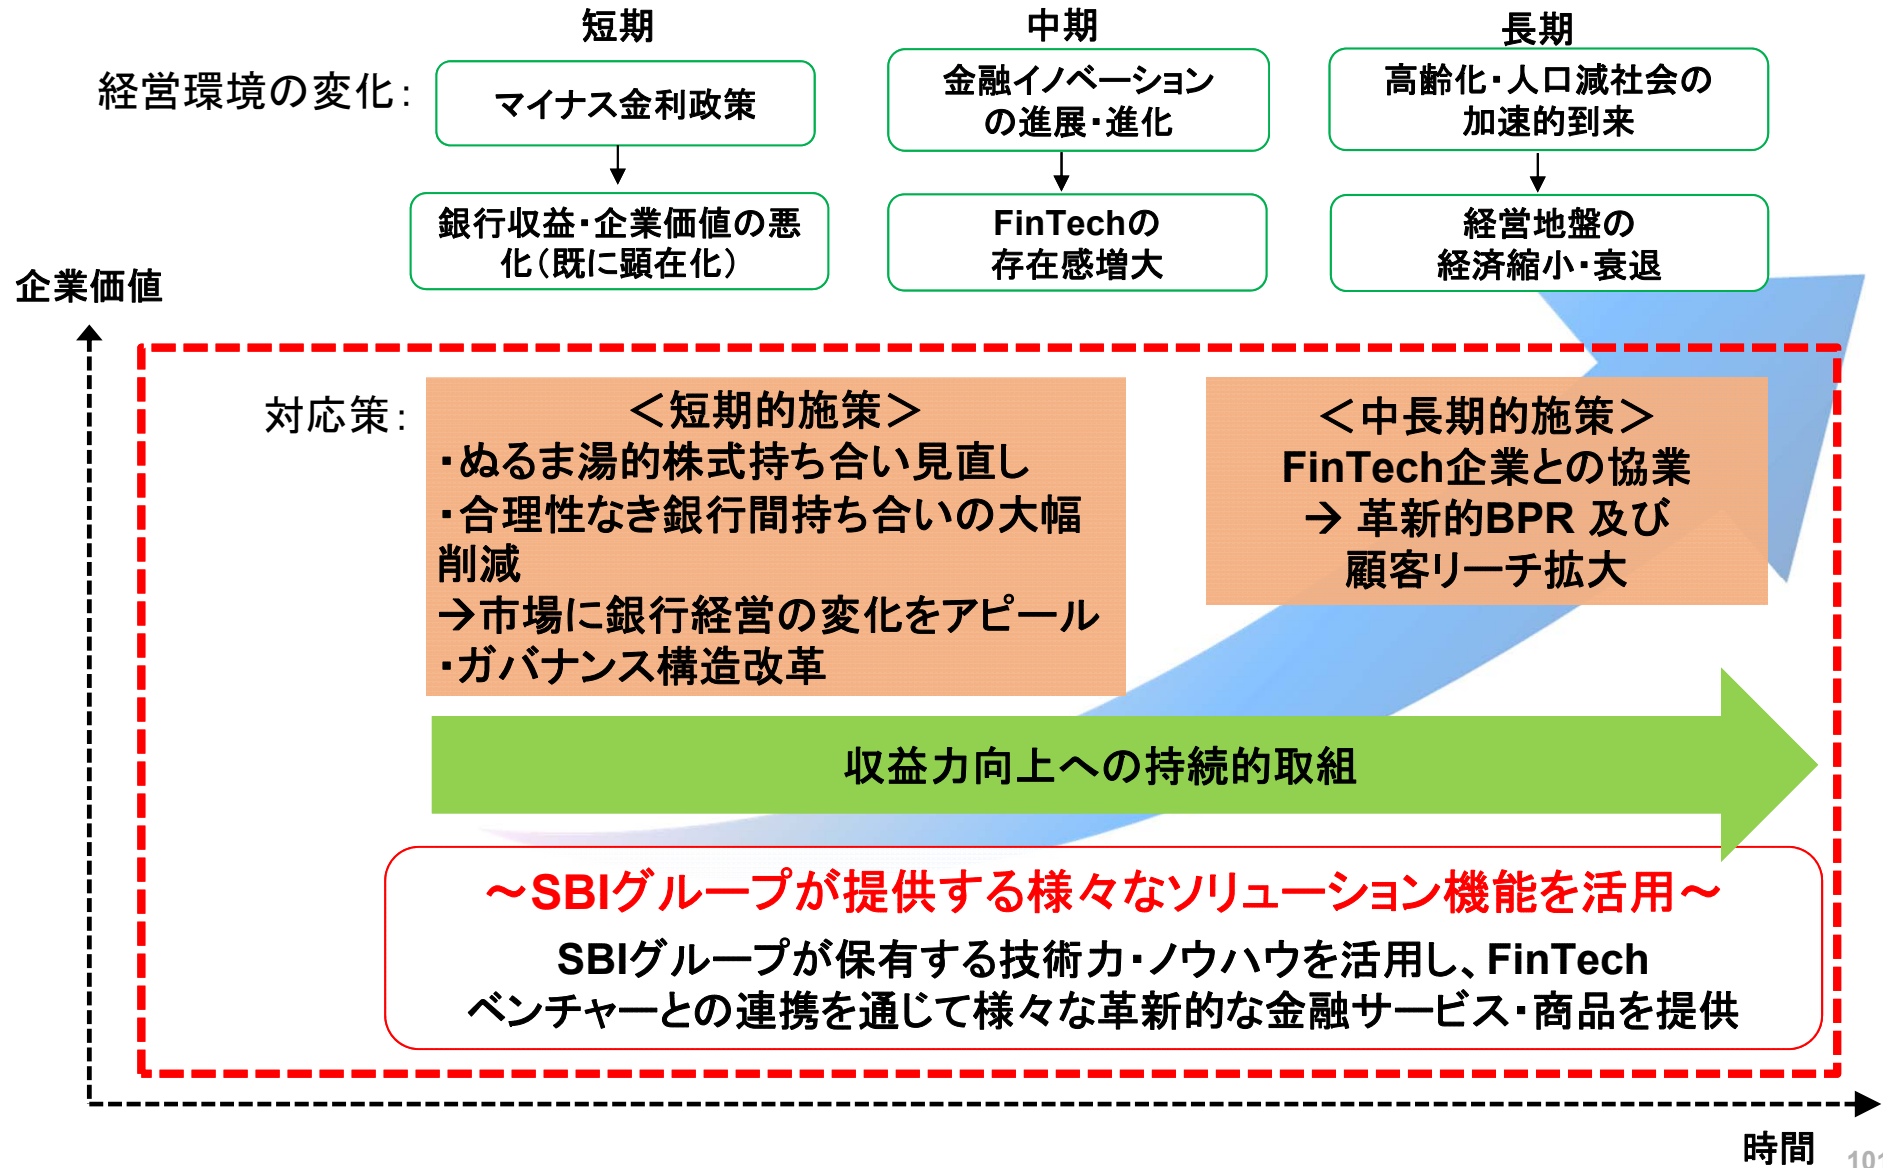 短期
中期
長期
経営環境の変化：
マイナス金利政策
金融イノベーション
の進展・進化
高齢化・人口減社会の
加速的到来
銀行収益・企業価値の悪
化（既に顕在化）
FinTechの
存在感増大
経営地盤の
経済縮小・衰退
企業価値
対応策：
＜短期的施策＞
・ぬるま湯的株式持ち合い見直し
・合理性なき銀行間持ち合いの大幅
削減
→市場に銀行経営の変化をアピール
・ガバナンス構造改革
＜中長期的施策＞
FinTech企業との協業
→ 革新的BPR 及び
顧客リーチ拡大
収益力向上への持続的取組
～SBIグループが提供する様々なソリューション機能を活用～
SBIグループが保有する技術力・ノウハウを活用し、FinTech
ベンチャーとの連携を通じて様々な革新的な金融サービス・商品を提供
時間
101